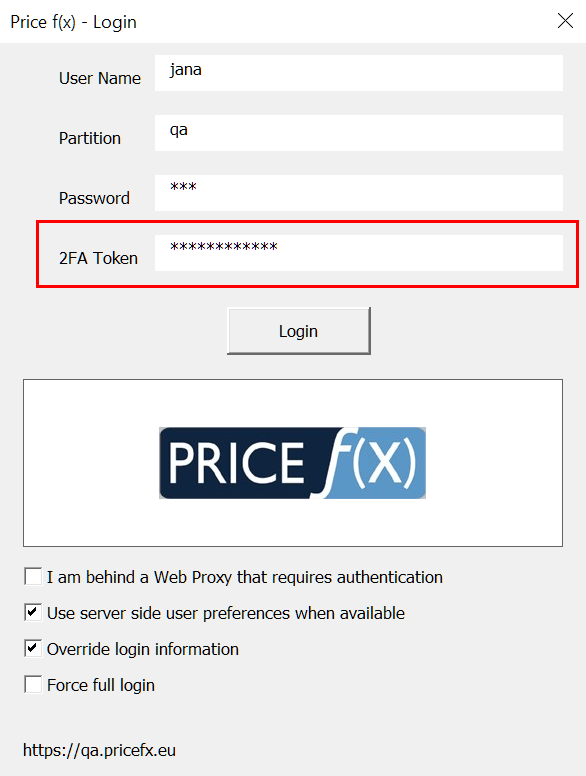 Price f(x) - Login
User Name jana
Partition qa
Password ***
2FA Token ************
Login
PRICE f(X)
I am behind a Web Proxy that requires authentication
Use server side user preferences when available
Override login information
Force full login
https://qa.pricefx.eu